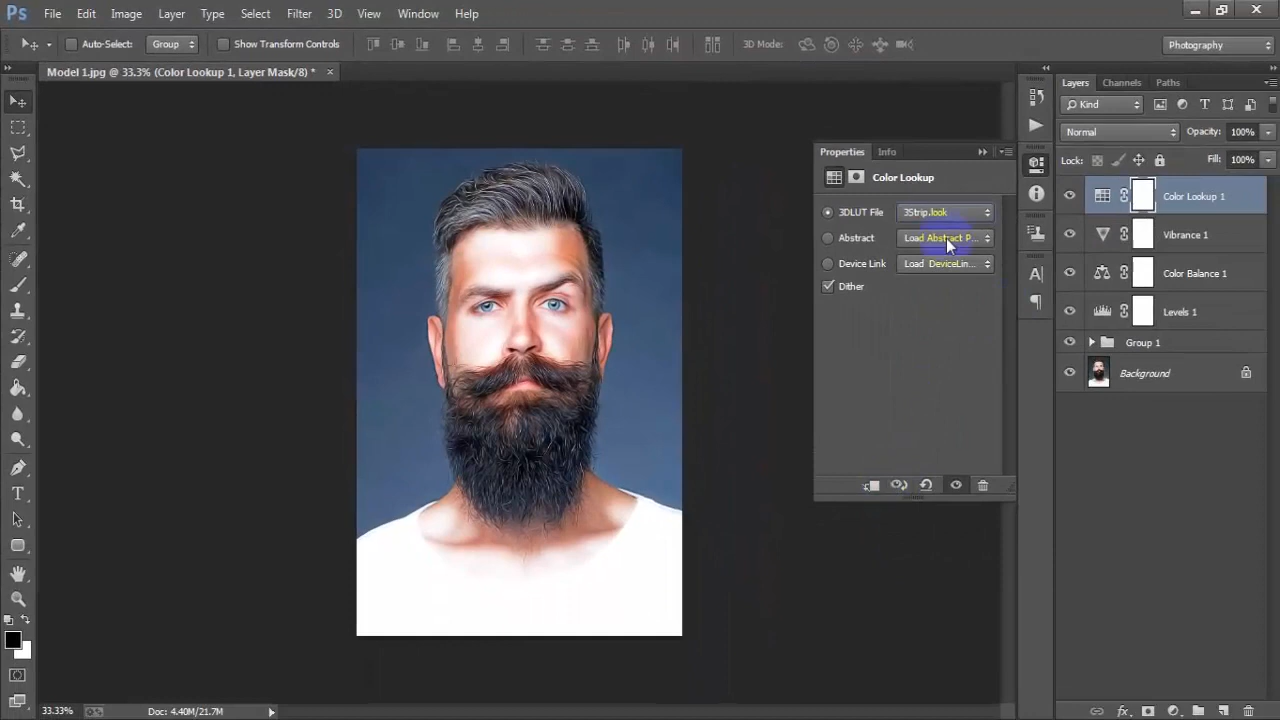 Ps File Edit Image Layer Type Select Filter 3D View Window Help
Auto-Select: Group Show Transform Controls 3D Mode: Photography
Model 1.jpg @ 33.3% (Color Lookup 1, Layer Mask/8) * ×
Layers Channels Paths
Kind
Normal Opacity: 100%
Lock: Fill: 100%
Properties Info
Color Lookup
3DLUT File 3Strip.look
Abstract Load Abstract P...
Device Link Load DeviceLin...
Dither
Color Lookup 1
Vibrance 1
Color Balance 1
Levels 1
Group 1
Background
33.33% Doc: 4.40M/21.7M